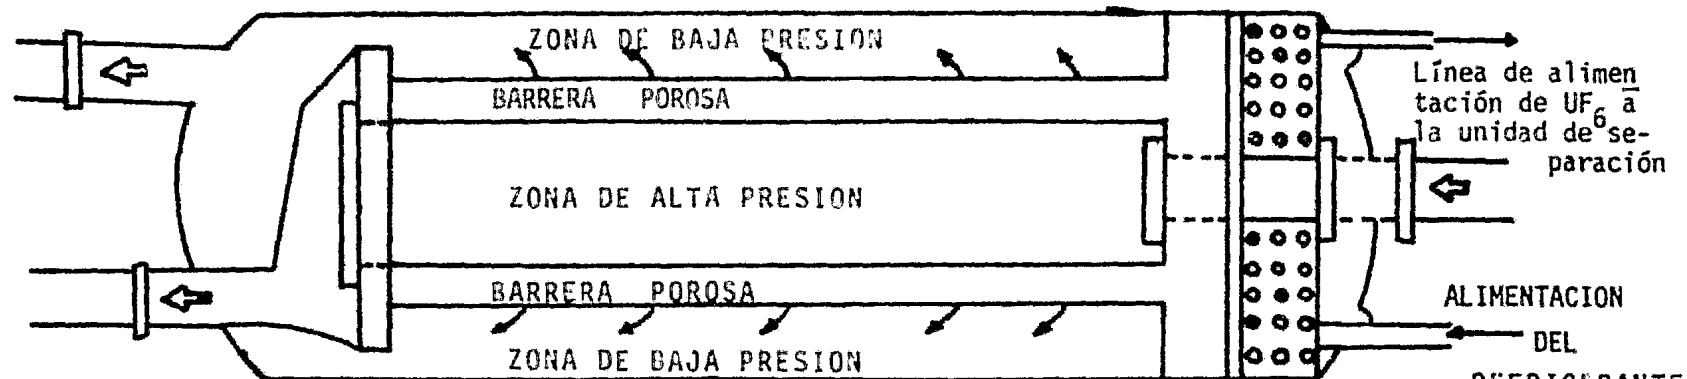 ZONA DE BAJA PRESION
BARRERA POROSA
ZONA DE ALTA PRESION
BARRERA POROSA
ZONA DE BAJA PRESION
Línea de alimen
tación de UF6 a
la unidad de se-
paración
ALIMENTACION
DEL